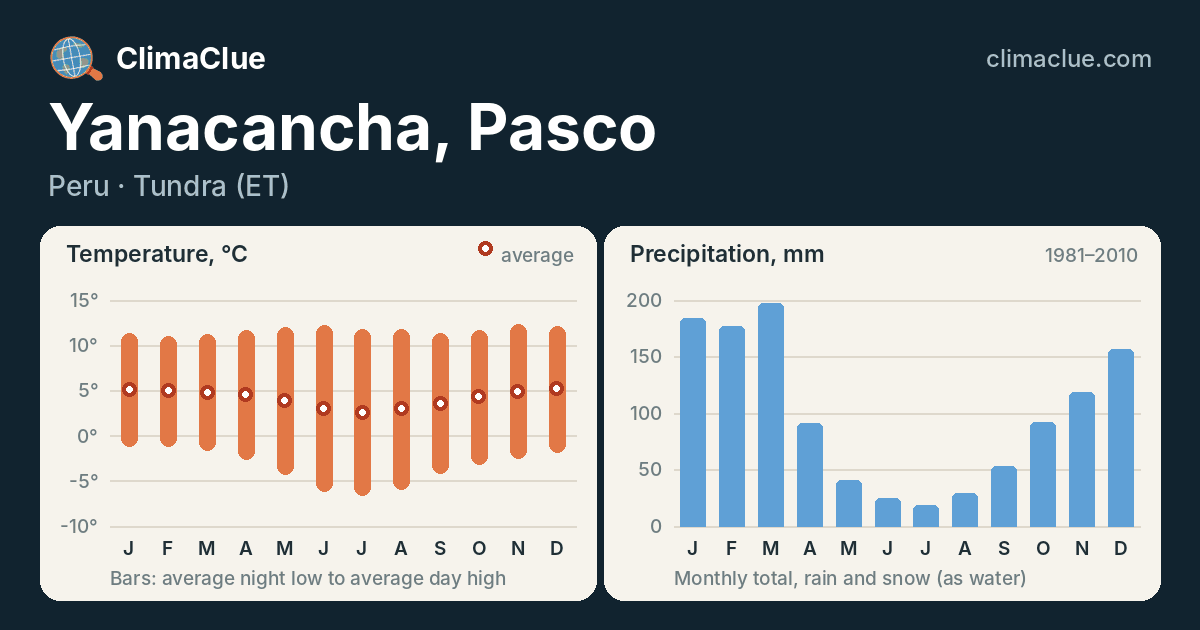 ClimaClue
climaclue.com
Yanacancha, Pasco
Peru · Tundra (ET)
Temperature, °C
average
15°
10°
5°
0°
-5°
-10°
J F M A M J J A S O N D
Bars: average night low to average day high
Precipitation, mm
1981–2010
200
150
100
50
0
J F M A M J J A S O N D
Monthly total, rain and snow (as water)